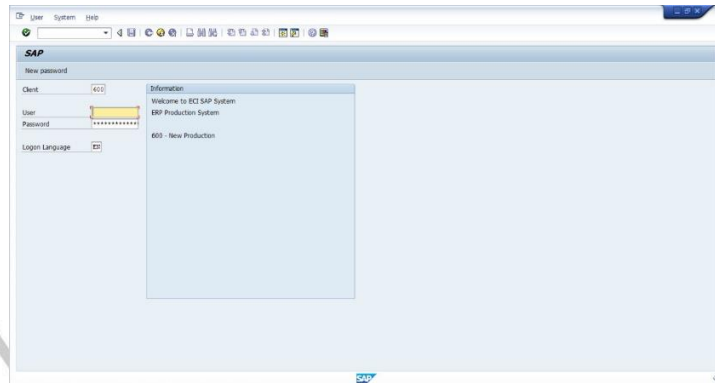 User System Help
SAP
New password
Client 600
User
Password ************
Logon Language EN
Information
Welcome to ECI SAP System
ERP Production System
600 - New Production
SAP